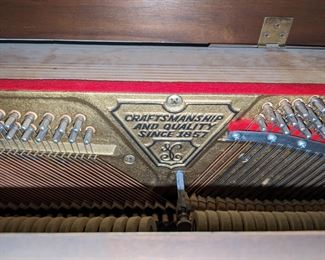 CRAFTSMANSHIP
AND QUALITY
SINCE 1857